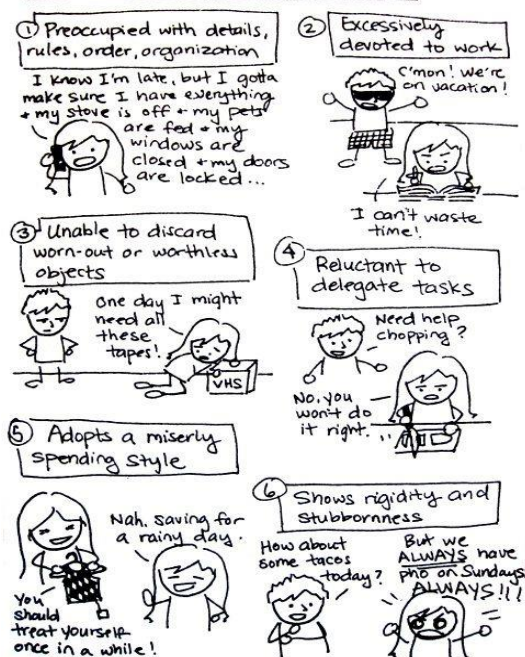 ① Preoccupied with details,
rules, order, organization
I know I'm late, but I gotta
make sure I have everything
+ my stove is off + my pets
are fed + my
windows are
closed + my doors
are locked...
② Excessively
devoted to work
C'mon! We're
on vacation!
I can't waste
time!
③ Unable to discard
worn-out or worthless
objects
One day I might
need all
these
tapes!
VHS
④ Reluctant to
delegate tasks
Need help
chopping?
No, you
won't do
it right.
⑤ Adopts a miserly
spending style
Nah. Saving for
a rainy day.
You
should
treat yourself
once in a while!
⑥ Shows rigidity and
stubbornness
How about
some tacos
today?
But we
ALWAYS have
pho on Sundays
ALWAYS!!!